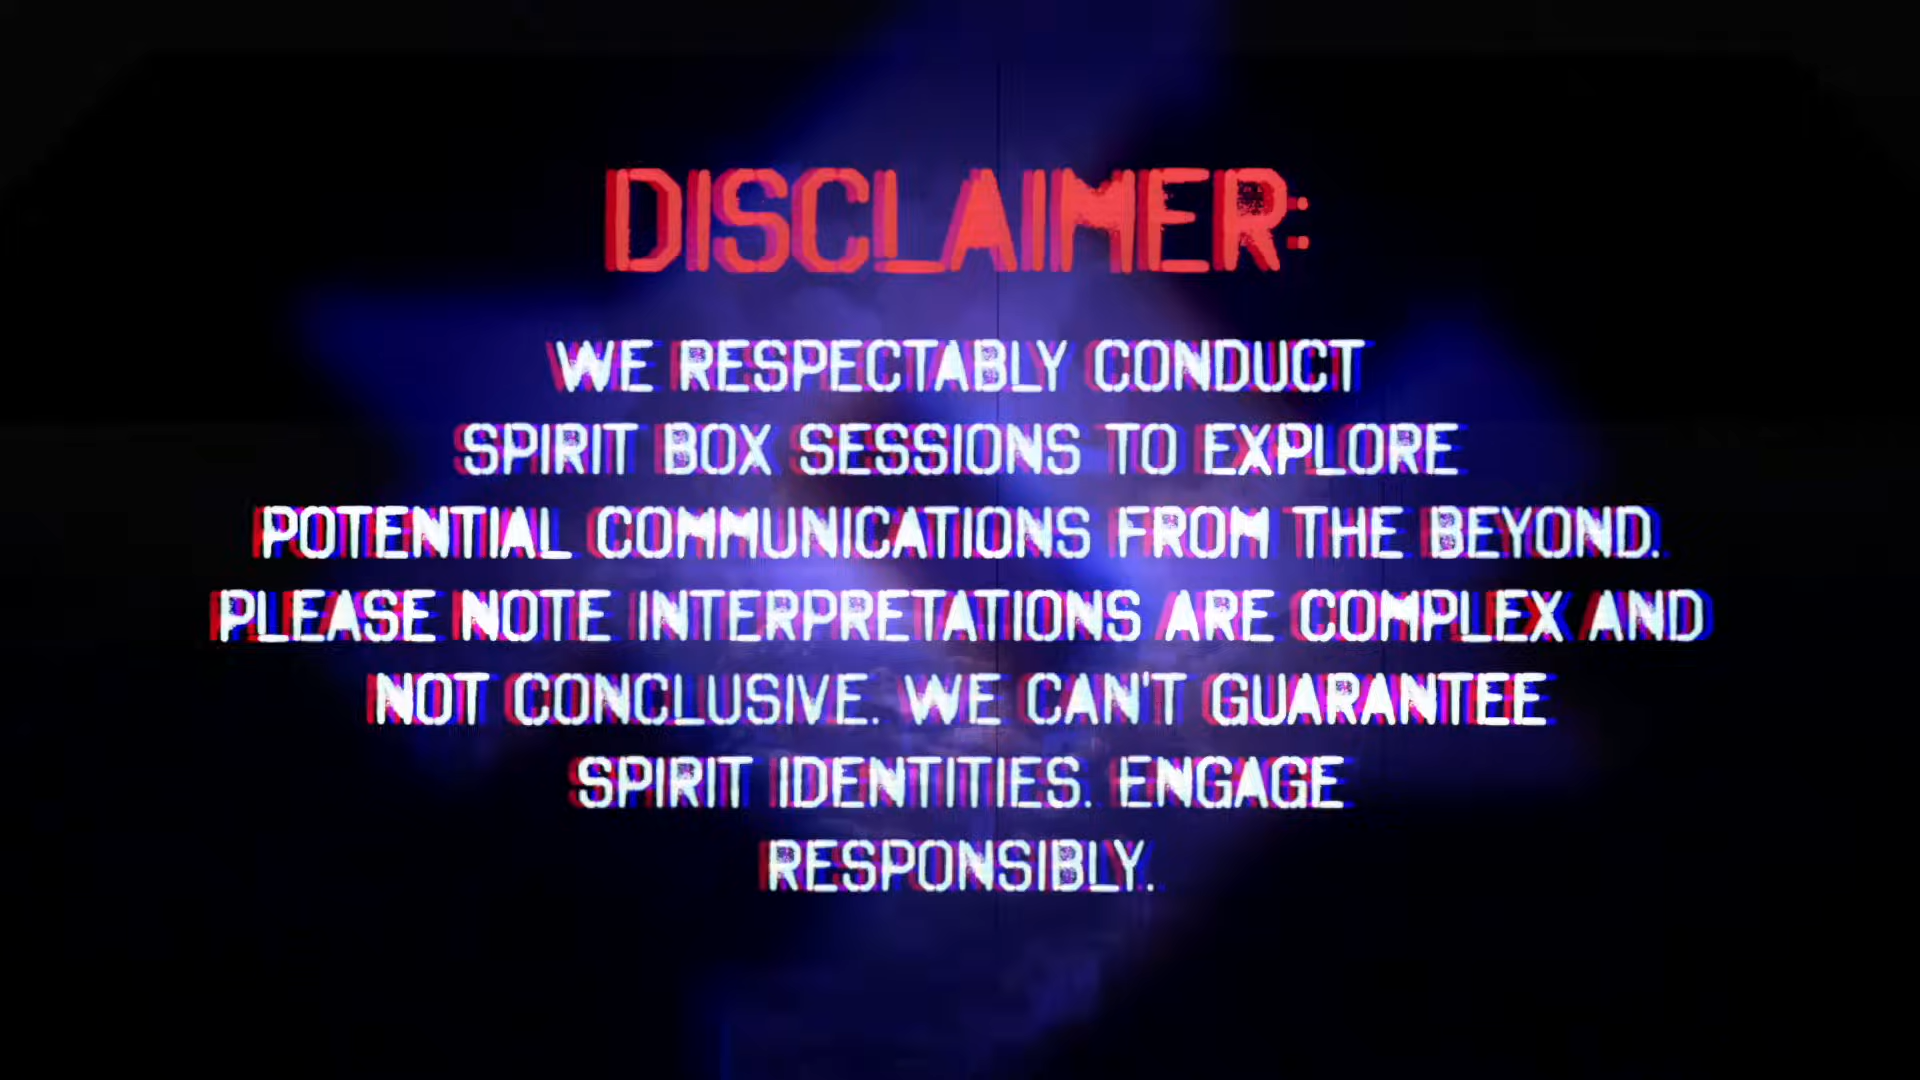 DISCLAIMER:
WE RESPECTABLY CONDUCT
SPIRIT BOX SESSIONS TO EXPLORE
POTENTIAL COMMUNICATIONS FROM THE BEYOND.
PLEASE NOTE INTERPRETATIONS ARE COMPLEX AND
NOT CONCLUSIVE. WE CAN'T GUARANTEE
SPIRIT IDENTITIES. ENGAGE
RESPONSIBLY.